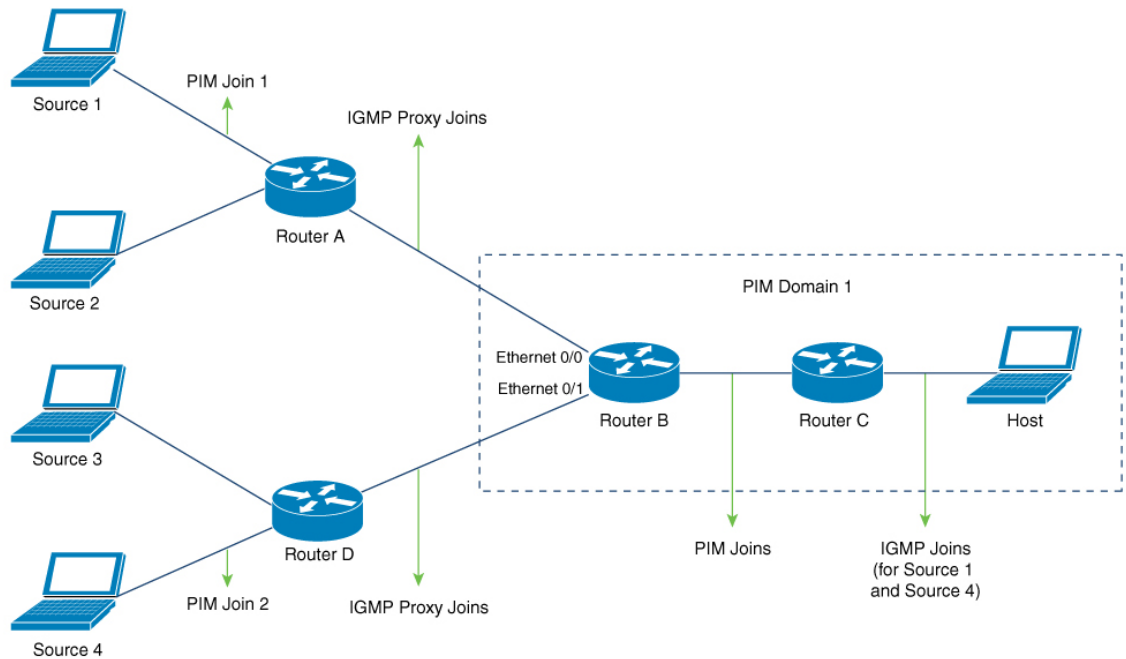 Source 1
PIM Join 1
IGMP Proxy Joins
Router A
Source 2
PIM Domain 1
Ethernet 0/0
Ethernet 0/1
Router B
Router C
Host
Source 3
Router D
PIM Joins
IGMP Joins
(for Source 1
and Source 4)
PIM Join 2
IGMP Proxy Joins
Source 4